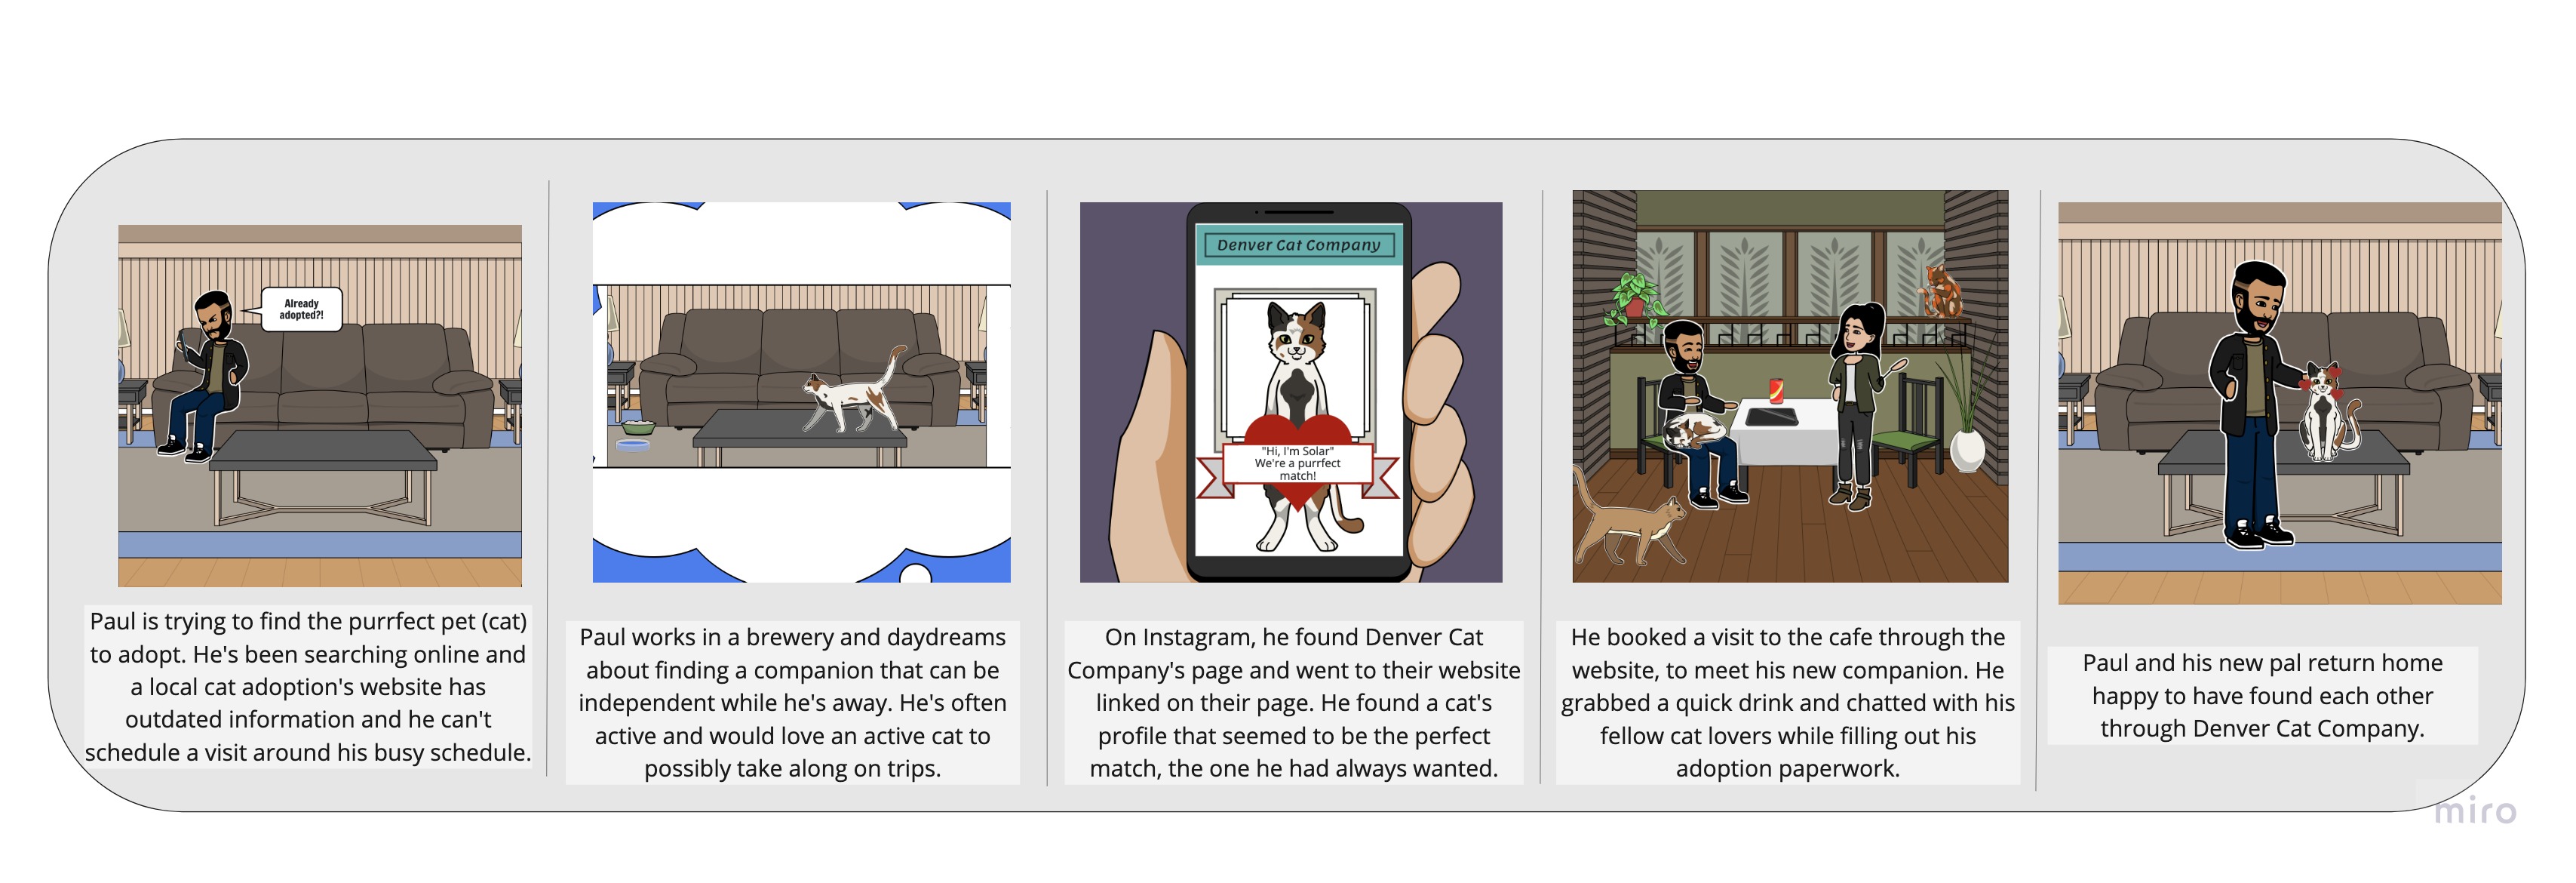 Already
adopted?!
Paul is trying to find the purrfect pet (cat)
to adopt. He's been searching online and
a local cat adoption's website has
outdated information and he can't
schedule a visit around his busy schedule.
Paul works in a brewery and daydreams
about finding a companion that can be
independent while he's away. He's often
active and would love an active cat to
possibly take along on trips.
Denver Cat Company
"Hi, I'm Solar"
We're a purrfect
match!
On Instagram, he found Denver Cat
Company's page and went to their website
linked on their page. He found a cat's
profile that seemed to be the perfect
match, the one he had always wanted.
He booked a visit to the cafe through the
website, to meet his new companion. He
grabbed a quick drink and chatted with his
fellow cat lovers while filling out his
adoption paperwork.
Paul and his new pal return home
happy to have found each other
through Denver Cat Company.
miro